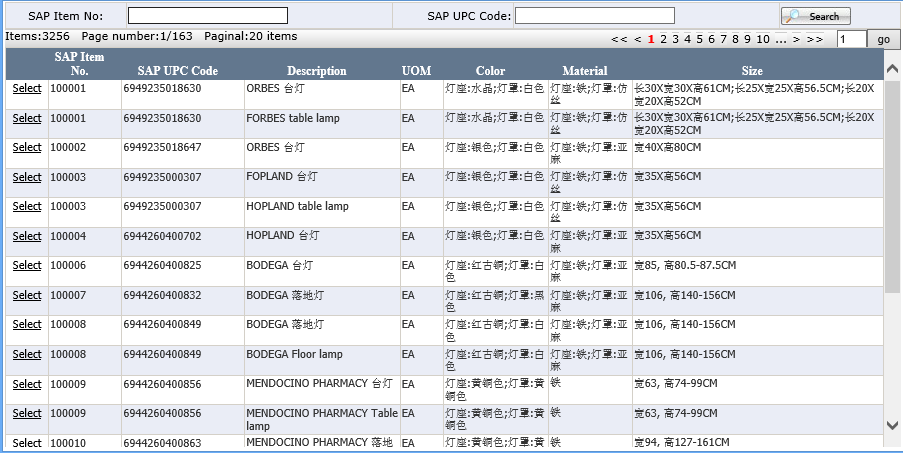 SAP Item No: SAP UPC Code: Search
Items:3256 Page number:1/163 Paginal:20 items << < 1 2 3 4 5 6 7 8 9 10 ... > >> 1 go
SAP Item No. SAP UPC Code Description UOM Color Material Size
Select 100001 6949235018630 ORBES 台灯 EA 灯座:水晶;灯罩:白色 灯座:铁;灯罩:仿丝 长30X宽30X高61CM;长25X宽25X高56.5CM;长20X宽20X高52CM
Select 100001 6949235018630 FORBES table lamp EA 灯座:水晶;灯罩:白色 灯座:铁;灯罩:仿丝 长30X宽30X高61CM;长25X宽25X高56.5CM;长20X宽20X高52CM
Select 100002 6949235018647 ORBES 台灯 EA 灯座:银色;灯罩:白色 灯座:铁;灯罩:亚麻 宽40X高80CM
Select 100003 6949235000307 FOPLAND 台灯 EA 灯座:银色;灯罩:白色 灯座:铁;灯罩:仿丝 宽35X高56CM
Select 100003 6949235000307 HOPLAND table lamp EA 灯座:银色;灯罩:白色 灯座:铁;灯罩:仿丝 宽35X高56CM
Select 100004 6944260400702 HOPLAND 台灯 EA 灯座:银色;灯罩:白色 灯座:铁;灯罩:亚麻 宽35X高56CM
Select 100006 6944260400825 BODEGA 台灯 EA 灯座:红古铜;灯罩:白色 灯座:铁;灯罩:亚麻 宽85, 高80.5-87.5CM
Select 100007 6944260400832 BODEGA 落地灯 EA 灯座:红古铜;灯罩:黑色 灯座:铁;灯罩:亚麻 宽106, 高140-156CM
Select 100008 6944260400849 BODEGA 落地灯 EA 灯座:红古铜;灯罩:白色 灯座:铁;灯罩:亚麻 宽106, 高140-156CM
Select 100008 6944260400849 BODEGA Floor lamp EA 灯座:红古铜;灯罩:白色 灯座:铁;灯罩:亚麻 宽106, 高140-156CM
Select 100009 6944260400856 MENDOCINO PHARMACY 台灯 EA 灯座:黄铜色;灯罩:黄铜色 铁 宽63, 高74-99CM
Select 100009 6944260400856 MENDOCINO PHARMACY Table lamp EA 灯座:黄铜色;灯罩:黄铜色 铁 宽63, 高74-99CM
Select 100010 6944260400863 MENDOCINO PHARMACY 落地 EA 灯座:黄铜色;灯罩:黄 铁 宽94, 高127-161CM